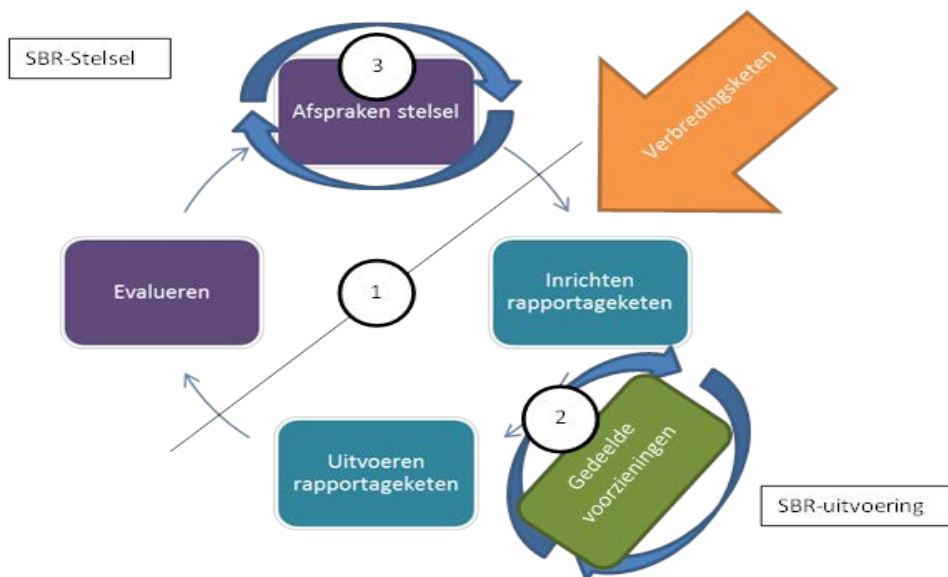 SBR-Stelsel
3
Afspraken stelsel
Verbredingsketen
Evalueren
1
Inrichten
rapportageketen
2
Gedeelde
voorzieningen
Uitvoeren
rapportageketen
SBR-uitvoering